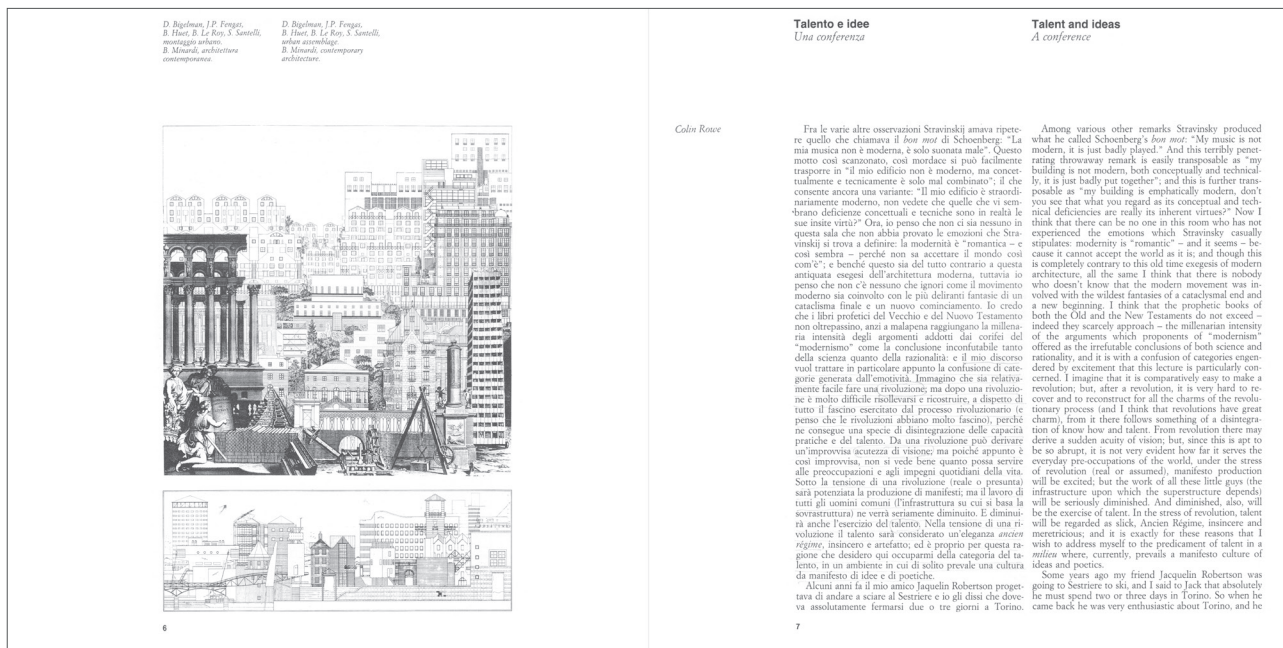 D. Bigelman, J.P. Fengas,
B. Huet, B. Le Roy, S. Santelli,
montaggio urbano.
B. Minardi, architettura
contemporanea.
D. Bigelman, J.P. Fengas,
B. Huet, B. Le Roy, S. Santelli,
urban assemblage.
B. Minardi, contemporary
architecture.
6
Talento e idee
Una conferenza
Talent and ideas
A conference
Colin Rowe
Fra le varie altre osservazioni Stravinskij amava ripete-
re quello che chiamava il bon mot di Schoenberg: “La
mia musica non è moderna, è solo suonata male”. Questo
motto così scanzonato, così mordace si può facilmente
trasporre in “il mio edificio non è moderno, ma concet-
tualmente e tecnicamente è solo mal combinato”; il che
consente ancora una variante: “Il mio edificio è straordi-
nariamente moderno, non vedete che quelle che vi sem-
brano deficienze concettuali e tecniche sono in realtà le
sue insite virtù?” Ora, io penso che non ci sia nessuno in
questa sala che non abbia provato le emozioni che Stra-
vinskij si trova a definire: la modernità è “romantica – e
così sembra – perché non sa accettare il mondo così
com'è”; e benché questo sia del tutto contrario a questa
antiquata esegesi dell'architettura moderna, tuttavia io
penso che non c'è nessuno che ignori come il movimento
moderno sia coinvolto con le più deliranti fantasie di un
cataclisma finale e un nuovo cominciamento. Io credo
che i libri profetici del Vecchio e del Nuovo Testamento
non oltrepassino, anzi a malapena raggiungano la millena-
ria intensità degli argomenti addotti dai corifei del
“modernismo” come la conclusione inconfutabile tanto
della scienza quanto della razionalità: e il mio discorso
vuol trattare in particolare appunto la confusione di cate-
gorie generata dall'emotività. Immagino che sia relativa-
mente facile fare una rivoluzione; ma dopo una rivoluzio-
ne è molto difficile risollevarsi e ricostruire, a dispetto di
tutto il fascino esercitato dal processo rivoluzionario (e
penso che le rivoluzioni abbiano molto fascino), perché
ne consegue una specie di disintegrazione delle capacità
pratiche e del talento. Da una rivoluzione può derivare
un'improvvisa acutezza di visione; ma poiché appunto è
così improvvisa, non si vede bene quanto possa servire
alle preoccupazioni e agli impegni quotidiani della vita.
Sotto la tensione di una rivoluzione (reale o presunta)
sarà potenziata la produzione di manifesti; ma il lavoro di
tutti gli uomini comuni (l'infrastruttura su cui si basa la
sovrastruttura) ne verrà seriamente diminuito. E diminui-
rà anche l'esercizio del talento. Nella tensione di una ri-
voluzione il talento sarà considerato un'eleganza ancien
régime, insincero e artefatto; ed è proprio per questa ra-
gione che desidero qui occuparmi della categoria del ta-
lento, in un ambiente in cui di solito prevale una cultura
da manifesto di idee e di poetiche.
Alcuni anni fa il mio amico Jaquelin Robertson proget-
tava di andare a sciare al Sestriere e io gli dissi che dove-
va assolutamente fermarsi due o tre giorni a Torino.
Among various other remarks Stravinsky produced
what he called Schoenberg's bon mot: “My music is not
modern, it is just badly played.” And this terribly penet-
rating throwaway remark is easily transposable as “my
building is not modern, both conceptually and technical-
ly, it is just badly put together”; and this is further trans-
posable as “my building is emphatically modern, don't
you see that what you regard as its conceptual and tech-
nical deficiencies are really its inherent virtues?” Now I
think that there can be no one in this room who has not
experienced the emotions which Stravinsky casually
stipulates: modernity is “romantic” – and it seems – be-
cause it cannot accept the world as it is; and though this
is completely contrary to this old time exegesis of modern
architecture, all the same I think that there is nobody
who doesn't know that the modern movement was in-
volved with the wildest fantasies of a cataclysmal end and
a new beginning. I think that the prophetic books of
both the Old and the New Testaments do not exceed –
indeed they scarcely approach – the millenarian intensity
of the arguments which proponents of “modernism”
offered as the irrefutable conclusions of both science and
rationality, and it is with a confusion of categories engen-
dered by excitement that this lecture is particularly con-
cerned. I imagine that it is comparatively easy to make a
revolution; but, after a revolution, it is very hard to re-
cover and to reconstruct for all the charms of the revolu-
tionary process (and I think that revolutions have great
charm), from it there follows something of a disintegra-
tion of know how and talent. From revolution there may
derive a sudden acuity of vision; but, since this is apt to
be so abrupt, it is not very evident how far it serves the
everyday pre-occupations of the world, under the stress
of revolution (real or assumed), manifesto production
will be excited; but the work of all these little guys (the
infrastructure upon which the superstructure depends)
will be seriously diminished. And diminished, also, will
be the exercise of talent. In the stress of revolution, talent
will be regarded as slick, Ancien Régime, insincere and
meretricious; and it is exactly for these reasons that I
wish to address myself to the predicament of talent in a
milieu where, currently, prevails a manifesto culture of
ideas and poetics.
Some years ago my friend Jacquelin Robertson was
going to Sestriere to ski, and I said to Jack that absolutely
he must spend two or three days in Torino. So when he
came back he was very enthusiastic about Torino, and he
7